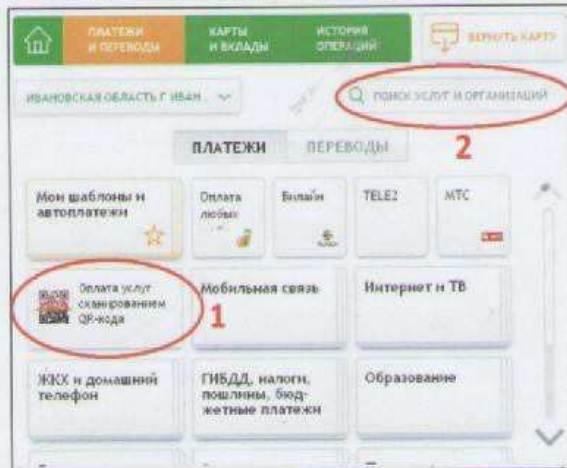 ПЛАТЕЖИ
И ПЕРЕВОДЫ
КАРТЫ
И ВКЛАДЫ
ИСТОРИЯ
ОПЕРАЦИЙ
ВЕРНУТЬ КАРТУ
ИВАНОВСКАЯ ОБЛАСТЬ Г ИВАН...
ПОИСК УСЛУГ И ОРГАНИЗАЦИЙ
2
ПЛАТЕЖИ
ПЕРЕВОДЫ
Мои шаблоны и
автоплатежи
Оплата
любых
Билайн
TELE2
МТС
Оплата услуг
сканированием
QR-кода
1
Мобильная связь
Интернет и ТВ
ЖКХ и домашний
телефон
ГИБДД, налоги,
пошлины, бюд-
жетные платежи
Образование